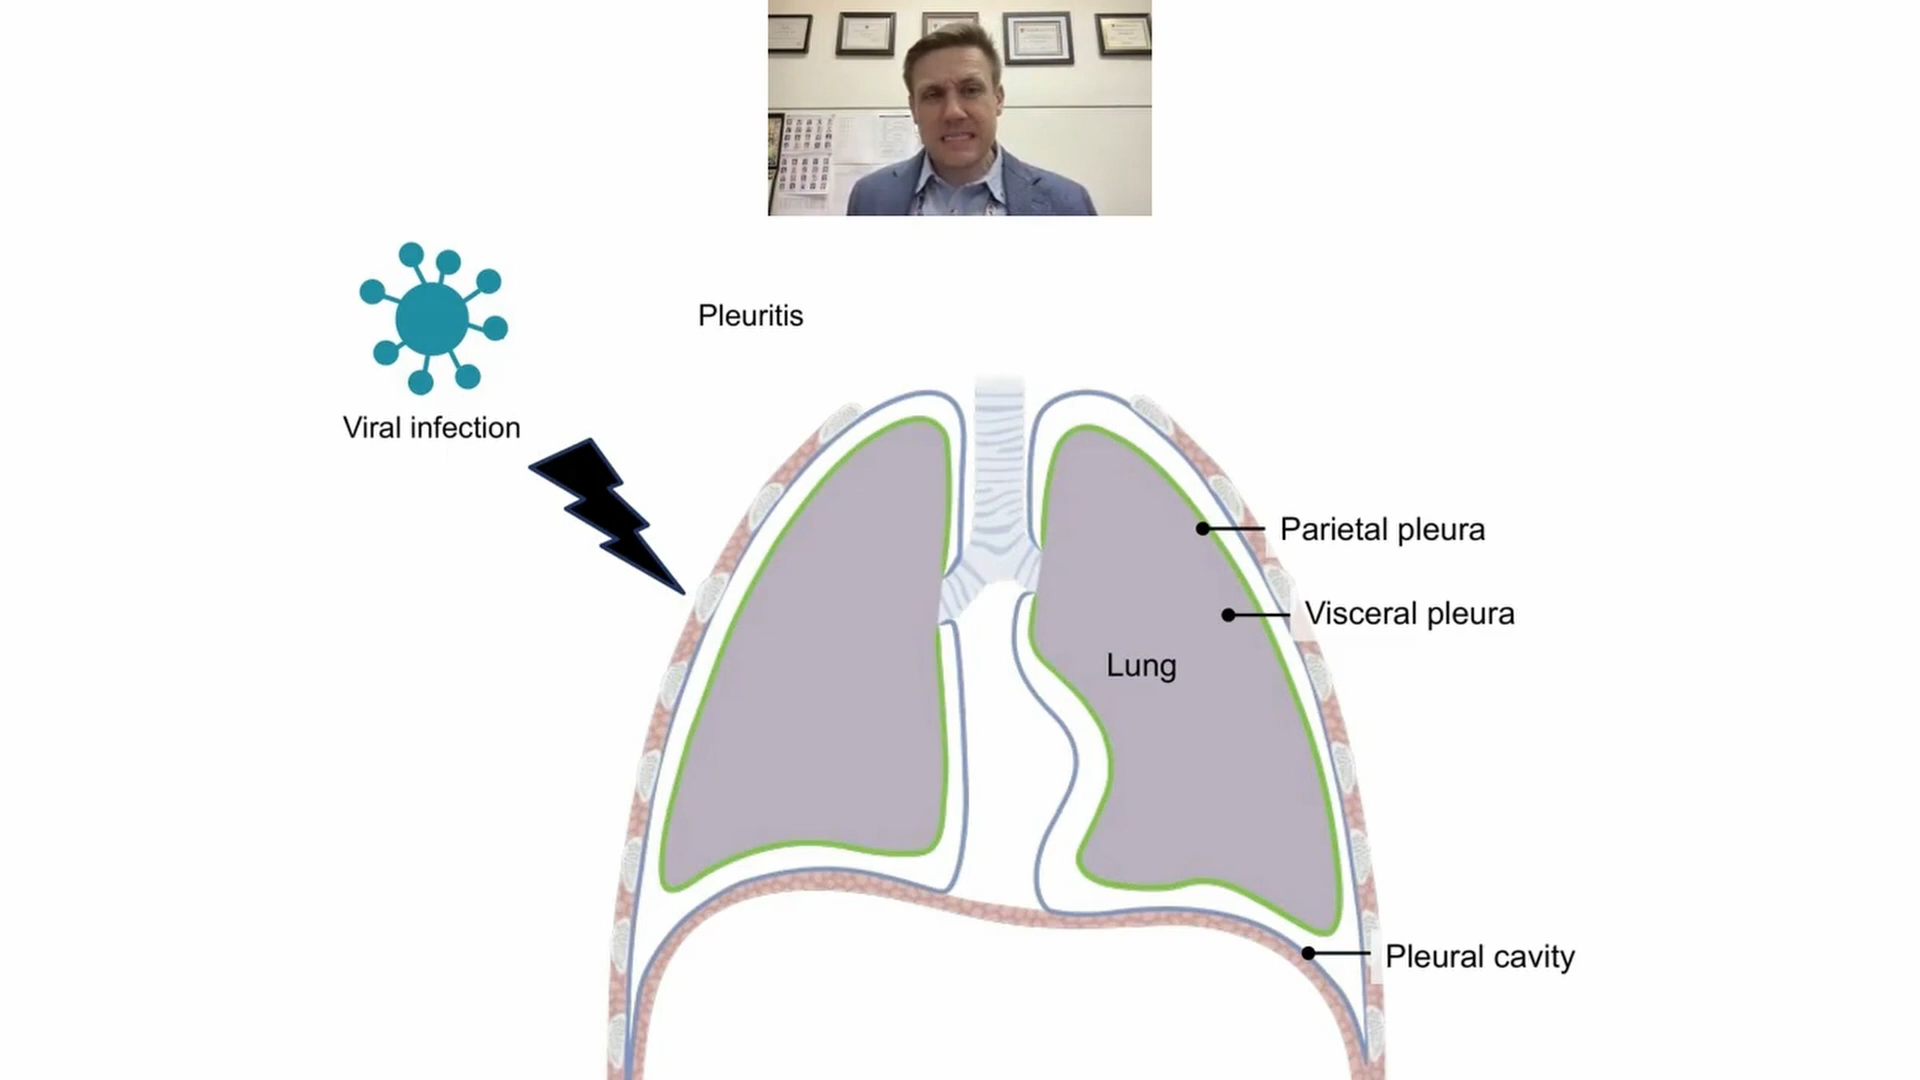 Pleuritis
Viral infection
Parietal pleura
Visceral pleura
Lung
Pleural cavity